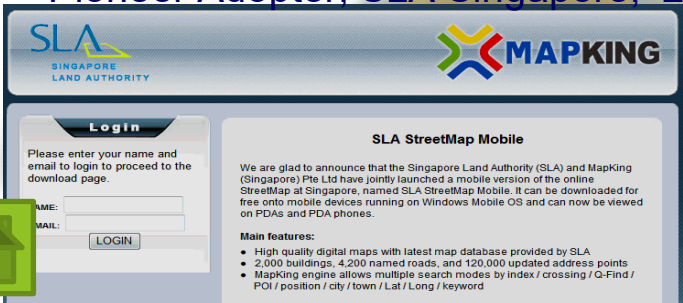 Pioneer Adopter, SLA Singapore,
SLA
SINGAPORE
LAND AUTHORITY
MAPKING
Login
Please enter your name and
email to login to proceed to the
download page.
AME:
MAIL:
LOGIN
SLA StreetMap Mobile
We are glad to announce that the Singapore Land Authority (SLA) and MapKing
(Singapore) Pte Ltd have jointly launched a mobile version of the online
StreetMap at Singapore, named SLA StreetMap Mobile. It can be downloaded for
free onto mobile devices running on Windows Mobile OS and can now be viewed
on PDAs and PDA phones.
Main features:
• High quality digital maps with latest map database provided by SLA
• 2,000 buildings, 4,200 named roads, and 120,000 updated address points
• MapKing engine allows multiple search modes by index / crossing / Q-Find /
POI / position / city / town / Lat / Long / keyword